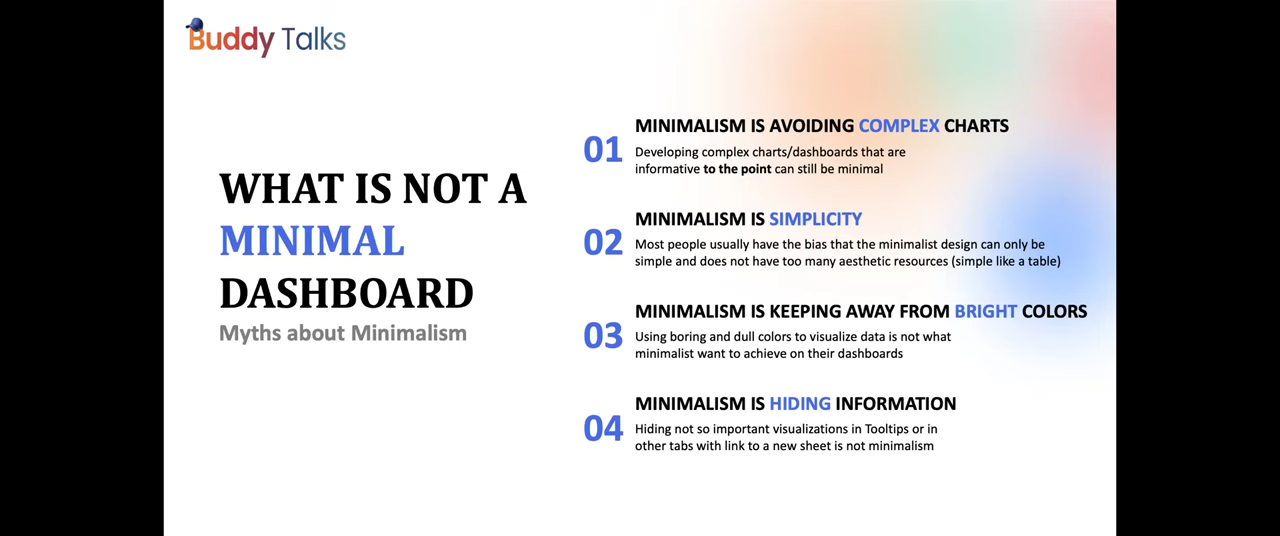 Buddy Talks
WHAT IS NOT A
MINIMAL
DASHBOARD
Myths about Minimalism
01
MINIMALISM IS AVOIDING COMPLEX CHARTS
Developing complex charts/dashboards that are
informative to the point can still be minimal
02
MINIMALISM IS SIMPLICITY
Most people usually have the bias that the minimalist design can only be
simple and does not have too many aesthetic resources (simple like a table)
03
MINIMALISM IS KEEPING AWAY FROM BRIGHT COLORS
Using boring and dull colors to visualize data is not what
minimalist want to achieve on their dashboards
04
MINIMALISM IS HIDING INFORMATION
Hiding not so important visualizations in Tooltips or in
other tabs with link to a new sheet is not minimalism